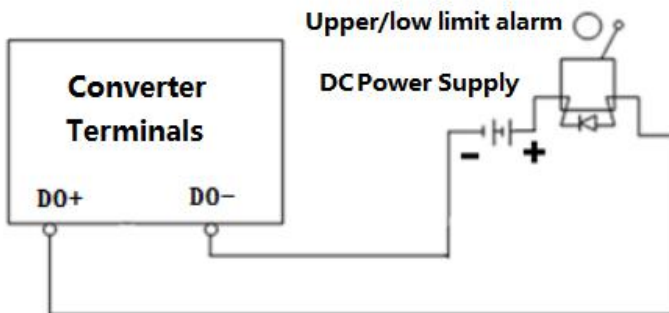 Upper/low limit alarm
DC Power Supply
Converter
Terminals
DO+
DO-
-
+